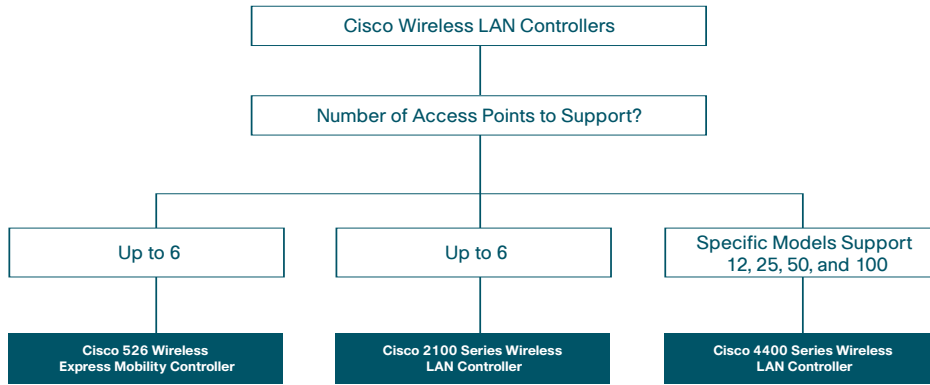 Cisco Wireless LAN Controllers
Number of Access Points to Support?
Up to 6
Up to 6
Specific Models Support
12, 25, 50, and 100
Cisco 526 Wireless
Express Mobility Controller
Cisco 2100 Series Wireless
LAN Controller
Cisco 4400 Series Wireless
LAN Controller